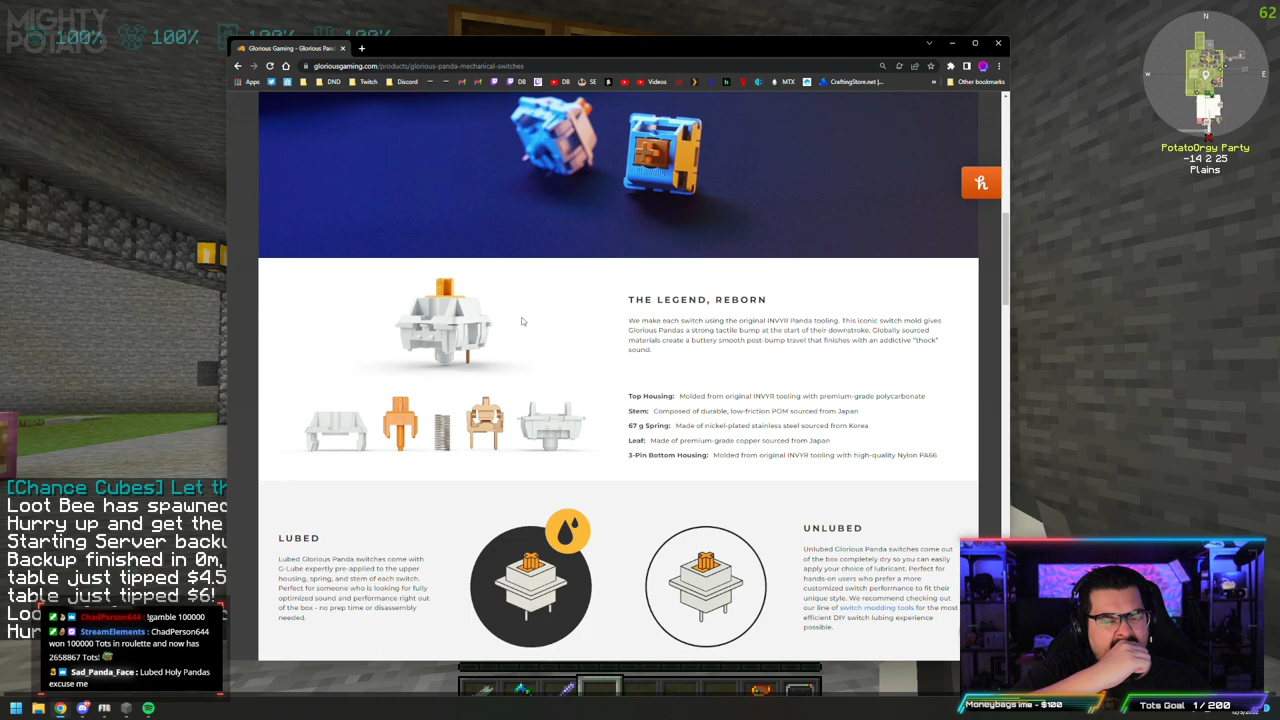 MIGHTY
POTATO
100%
100%
100%
62
N
W
E
PotatoOrgy Party
-14 2 25
Plains
Glorious Gaming - Glorious Pand
gloriousgaming.com/products/glorious-panda-mechanical-switches
Apps
DND
Twitch
Discord
DB
DB
SE
Videos
MTX
CraftingStore.net |...
Other bookmarks
THE LEGEND, REBORN
We make each switch using the original INVYR Panda tooling. This iconic switch mold gives
Glorious Pandas a strong tactile bump at the start of their downstroke. Globally sourced
materials create a buttery smooth post-bump travel that finishes with an addictive "thock"
sound.
Top Housing: Molded from original INVYR tooling with premium-grade polycarbonate
Stem: Composed of durable, low-friction POM sourced from Japan
67 g Spring: Made of nickel-plated stainless steel sourced from Korea
Leaf: Made of premium-grade copper sourced from Japan
3-Pin Bottom Housing: Molded from original INVYR tooling with high-quality Nylon PA66
LUBED
Lubed Glorious Panda switches come with
G-Lube expertly pre-applied to the upper
housing, spring, and stem of each switch.
Perfect for someone who is looking for fully
optimized sound and performance right out
of the box - no prep time or disassembly
needed.
UNLUBED
Unlubed Glorious Panda switches come out
of the box completely dry so you can easily
apply your choice of lubricant. Perfect for
hands-on users who prefer a more
customized switch performance to fit their
unique style. We recommend checking out
our line of switch modding tools for the most
efficient DIY switch lubing experience
possible.
[Chance Cubes] Let th
Loot Bee has spawned
Hurry up and get the
Starting Server backu
Backup finished in 0m
ChadPerson644 : !gamble 100000
StreamElements : ChadPerson644
won 100000 Tots in roulette and now has
2658867 Tots!
Sad_Panda_Face : Lubed Holy Pandas
excuse me
Moneybags me - $100
Tots Goal 1 / 200